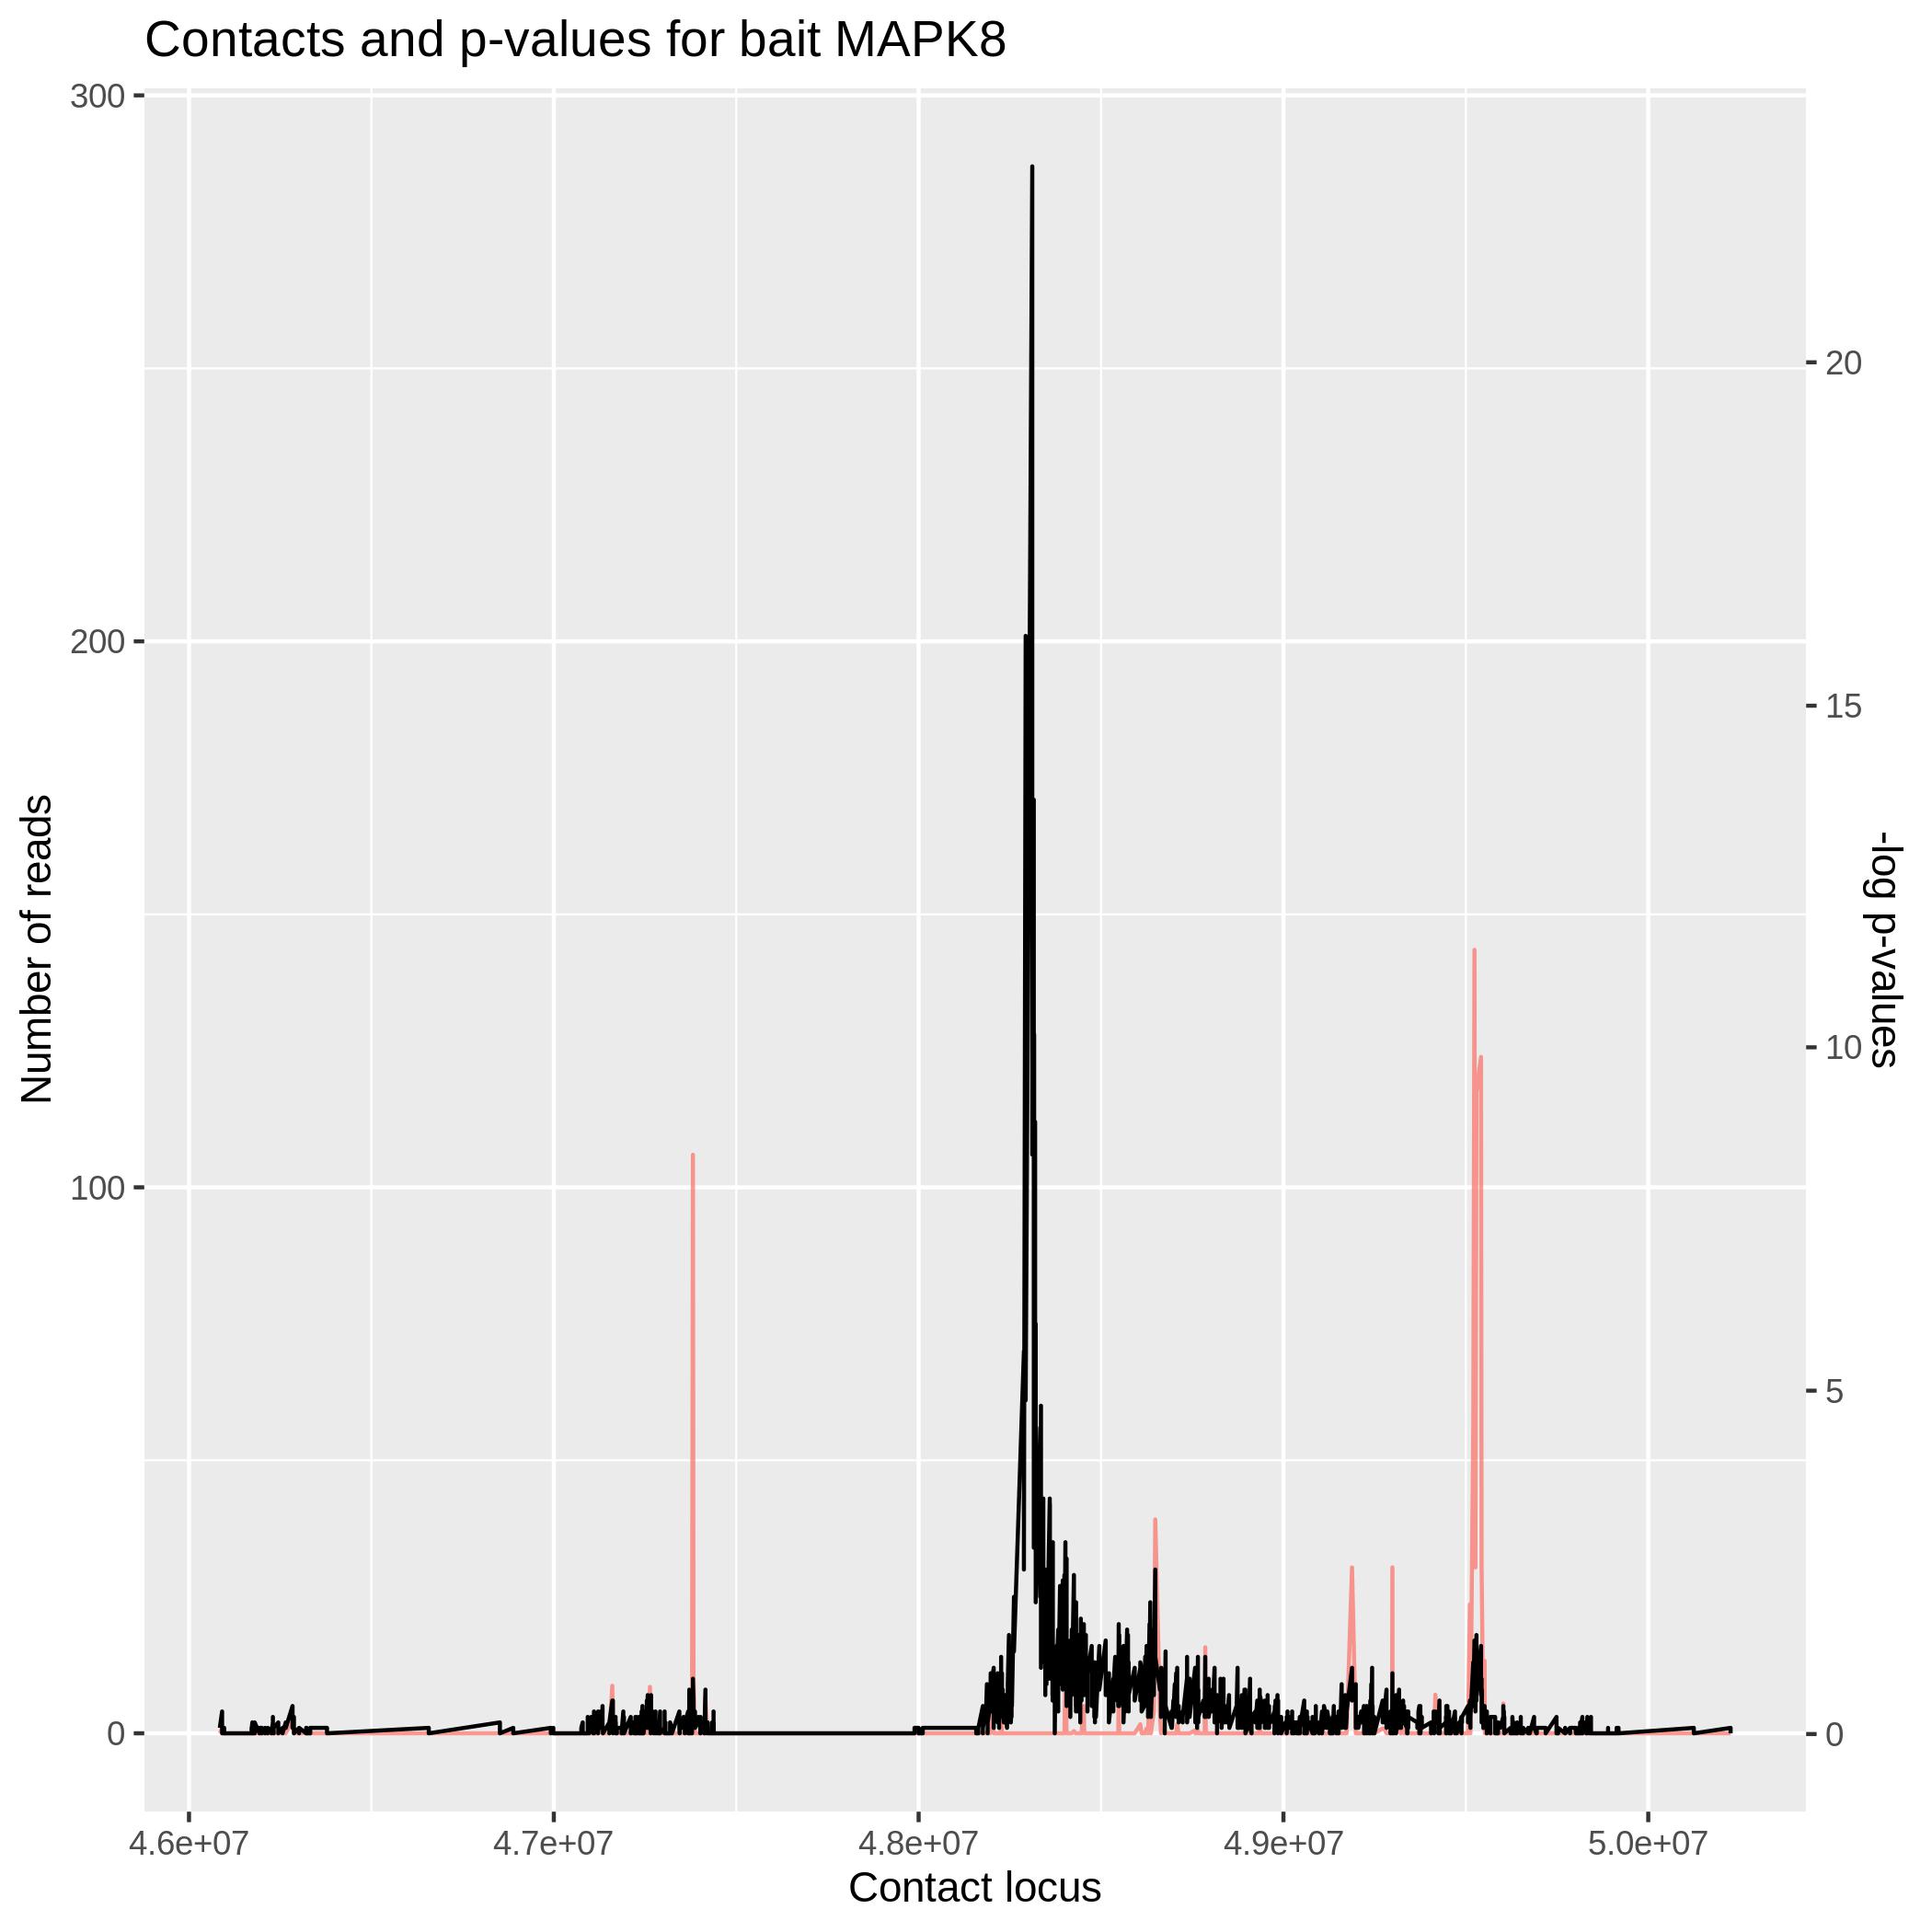 Contacts and p-values for bait MAPK8
Number of reads
300
200
100
0
20
15
10
5
0
-log p-values
4.6e+07 4.7e+07 4.8e+07 4.9e+07 5.0e+07
Contact locus